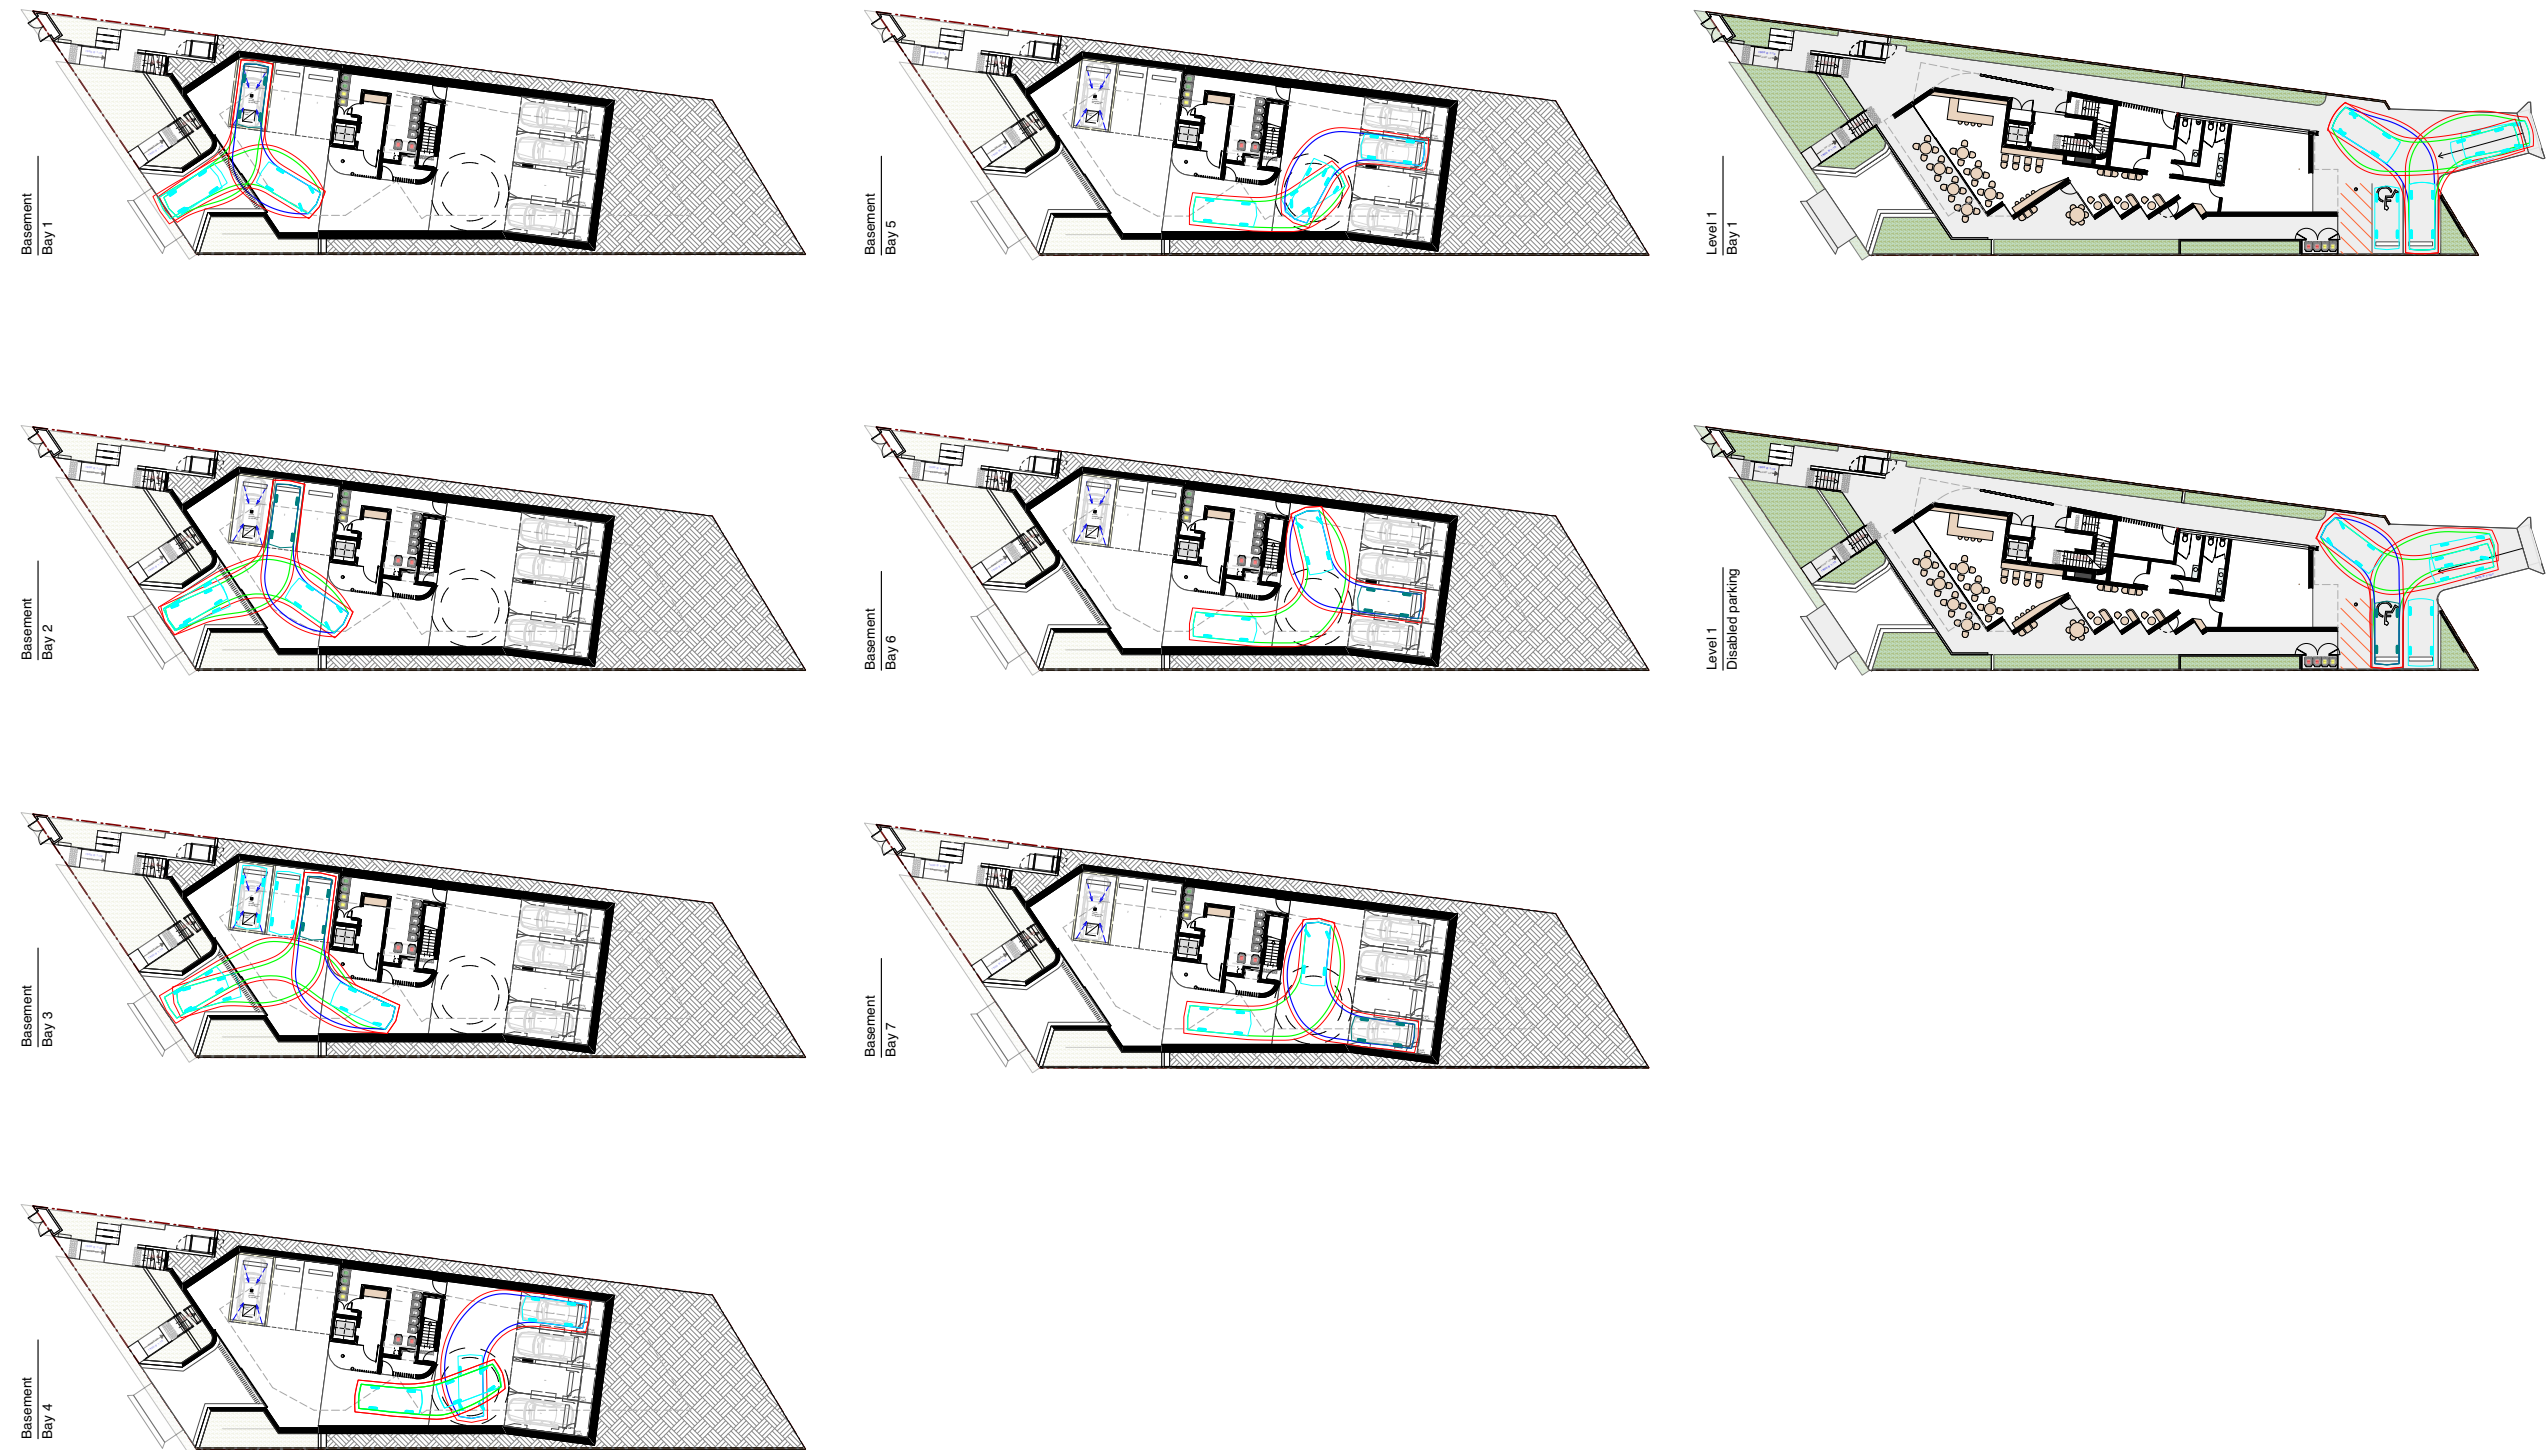 Basement
Bay 1
Basement
Bay 5
Level 1
Bay 1
Basement
Bay 2
Basement
Bay 6
Level 1
Disabled parking
Basement
Bay 3
Basement
Bay 7
Basement
Bay 4